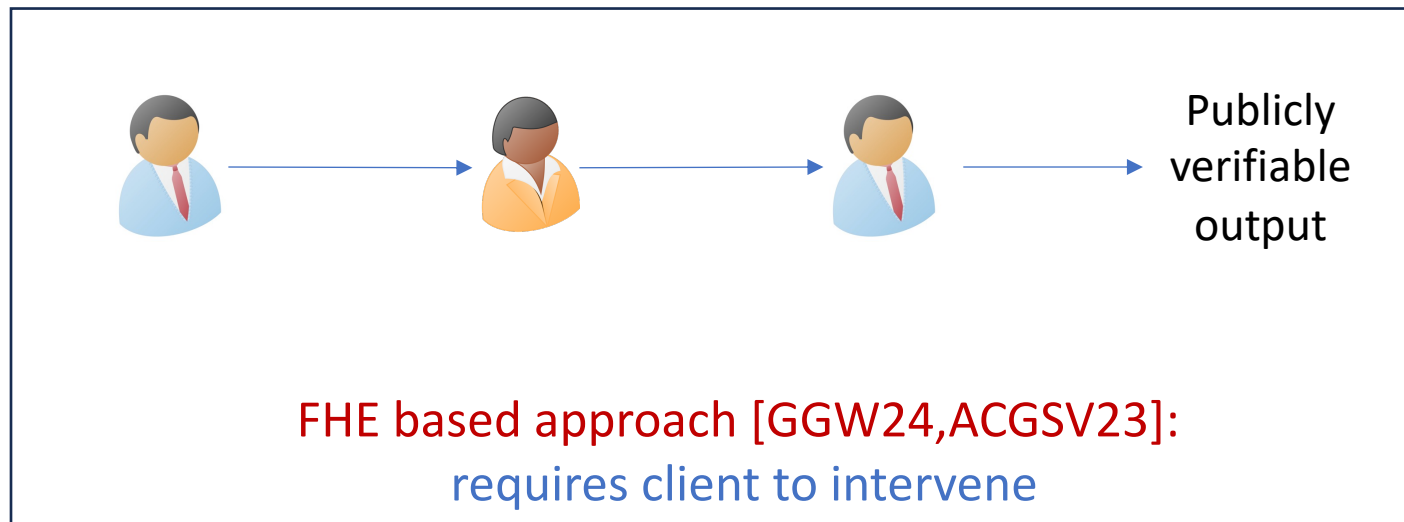 Publicly
verifiable
output
FHE based approach [GGW24,ACGSV23]:
requires client to intervene